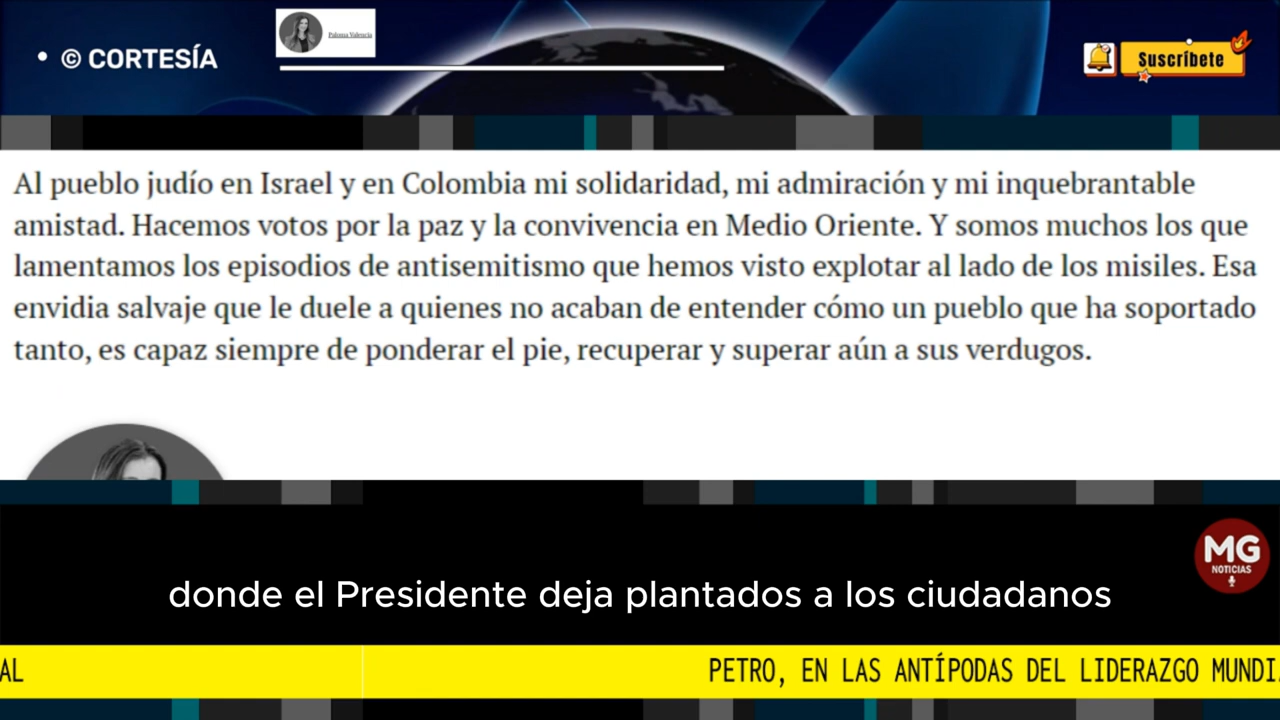 • © CORTESÍA
Paloma Valencia
Suscríbete
Al pueblo judío en Israel y en Colombia mi solidaridad, mi admiración y mi inquebrantable
amistad. Hacemos votos por la paz y la convivencia en Medio Oriente. Y somos muchos los que
lamentamos los episodios de antisemitismo que hemos visto explotar al lado de los misiles. Esa
envidia salvaje que le duele a quienes no acaban de entender cómo un pueblo que ha soportado
tanto, es capaz siempre de ponderar el pie, recuperar y superar aún a sus verdugos.
MG
NOTICIAS
donde el Presidente deja plantados a los ciudadanos
AL PETRO, EN LAS ANTÍPODAS DEL LIDERAZGO MUNDI